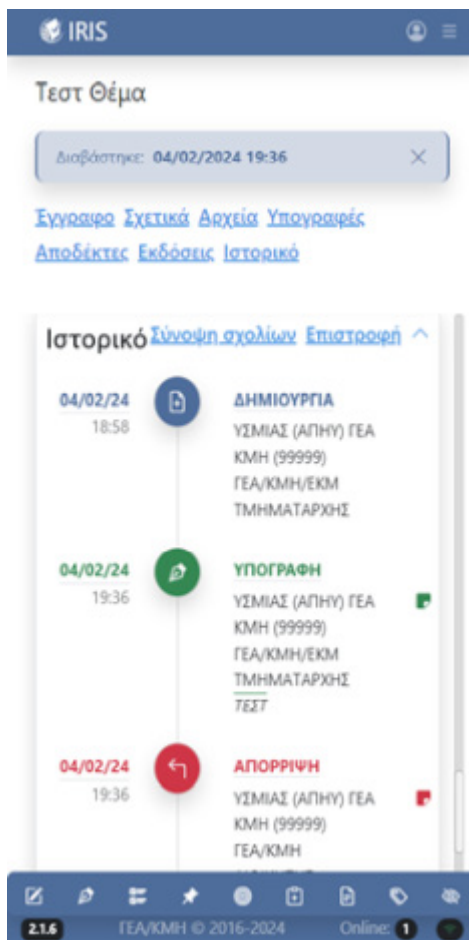 IRIS
Τεστ Θέμα
Διαβάστηκε: 04/02/2024 19:36
Έγγραφο Σχετικά Αρχεία Υπογραφές
Αποδέκτες Εκδόσεις Ιστορικό
Ιστορικό Σύνοψη σχολίων Επιστροφή
04/02/24 ΔΗΜΙΟΥΡΓΙΑ
18:58 ΥΣΜΙΑΣ (ΑΠΗΥ) ΓΕΑ
ΚΜΗ (99999)
ΓΕΑ/ΚΜΗ/ΕΚΜ
ΤΜΗΜΑΤΑΡΧΗΣ
04/02/24 ΥΠΟΓΡΑΦΗ
19:36 ΥΣΜΙΑΣ (ΑΠΗΥ) ΓΕΑ
ΚΜΗ (99999)
ΓΕΑ/ΚΜΗ/ΕΚΜ
ΤΜΗΜΑΤΑΡΧΗΣ
ΤΕΣΤ
04/02/24 ΑΠΟΡΡΙΨΗ
19:36 ΥΣΜΙΑΣ (ΑΠΗΥ) ΓΕΑ
ΚΜΗ (99999)
ΓΕΑ/ΚΜΗ
2.1.6 ΓΕΑ/ΚΜΗ © 2016-2024 Online: 1